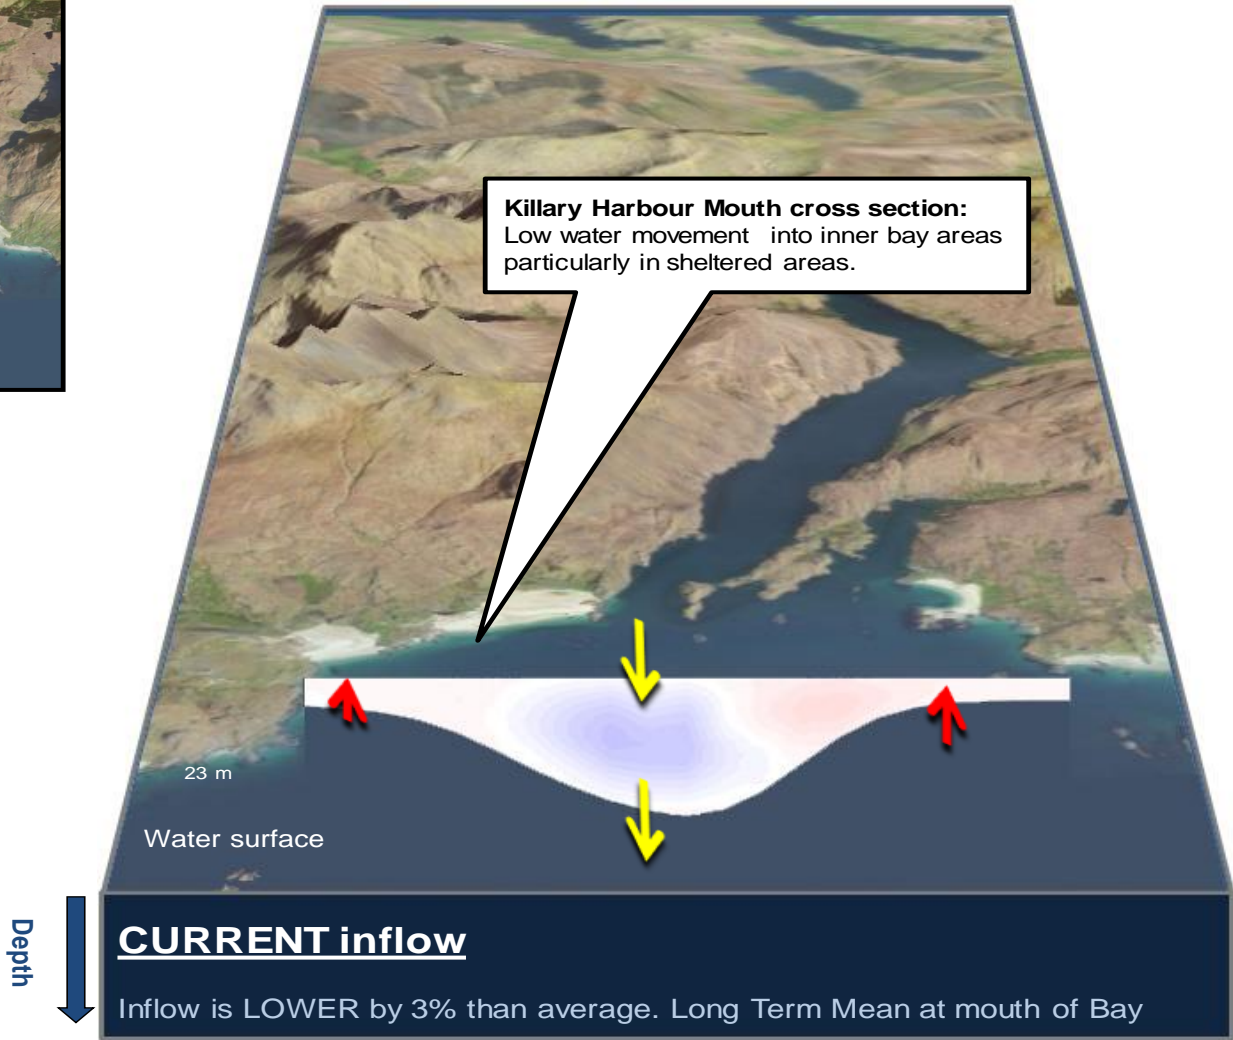 Killary Harbour Mouth cross section:
Low water movement into inner bay areas
particularly in sheltered areas.
23 m
Water surface
Depth
CURRENT inflow
Inflow is LOWER by 3% than average. Long Term Mean at mouth of Bay